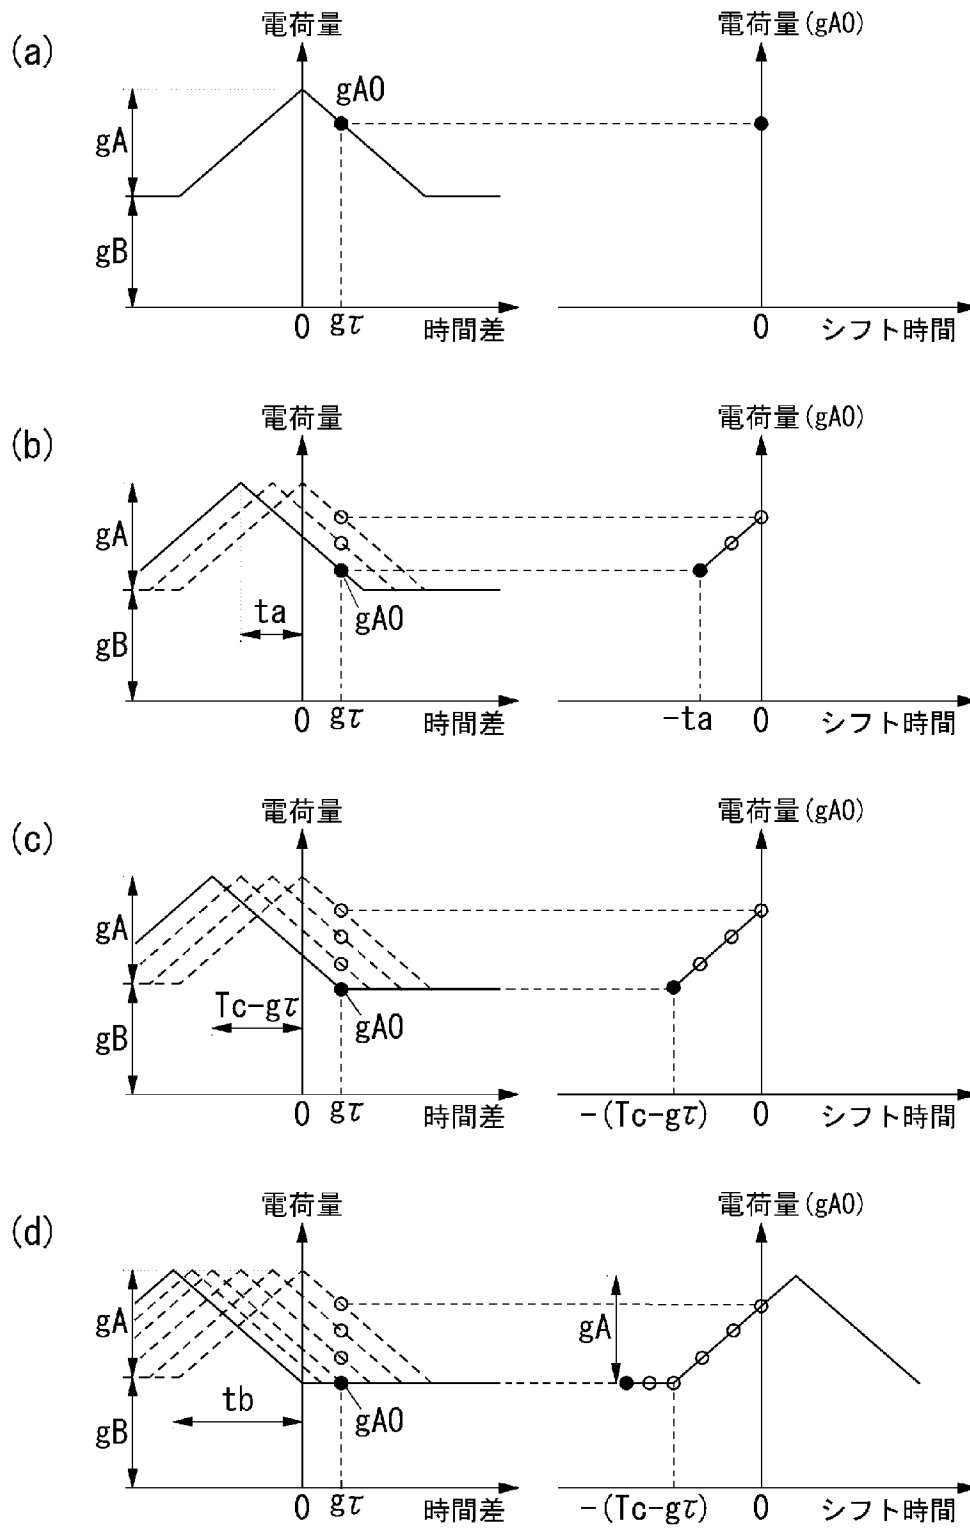 (a)
電荷量
電荷量(gA0)
gA0
gA
gB
0 gτ 時間差
0 シフト時間
(b)
電荷量
電荷量(gA0)
gA
ta
gA0
gB
0 gτ 時間差
-ta 0 シフト時間
(c)
電荷量
電荷量(gA0)
gA
Tc-gτ
gA0
gB
0 gτ 時間差
-(Tc-gτ) 0 シフト時間
(d)
電荷量
電荷量(gA0)
gA
gA
tb
gA0
gB
0 gτ 時間差
-(Tc-gτ) 0 シフト時間